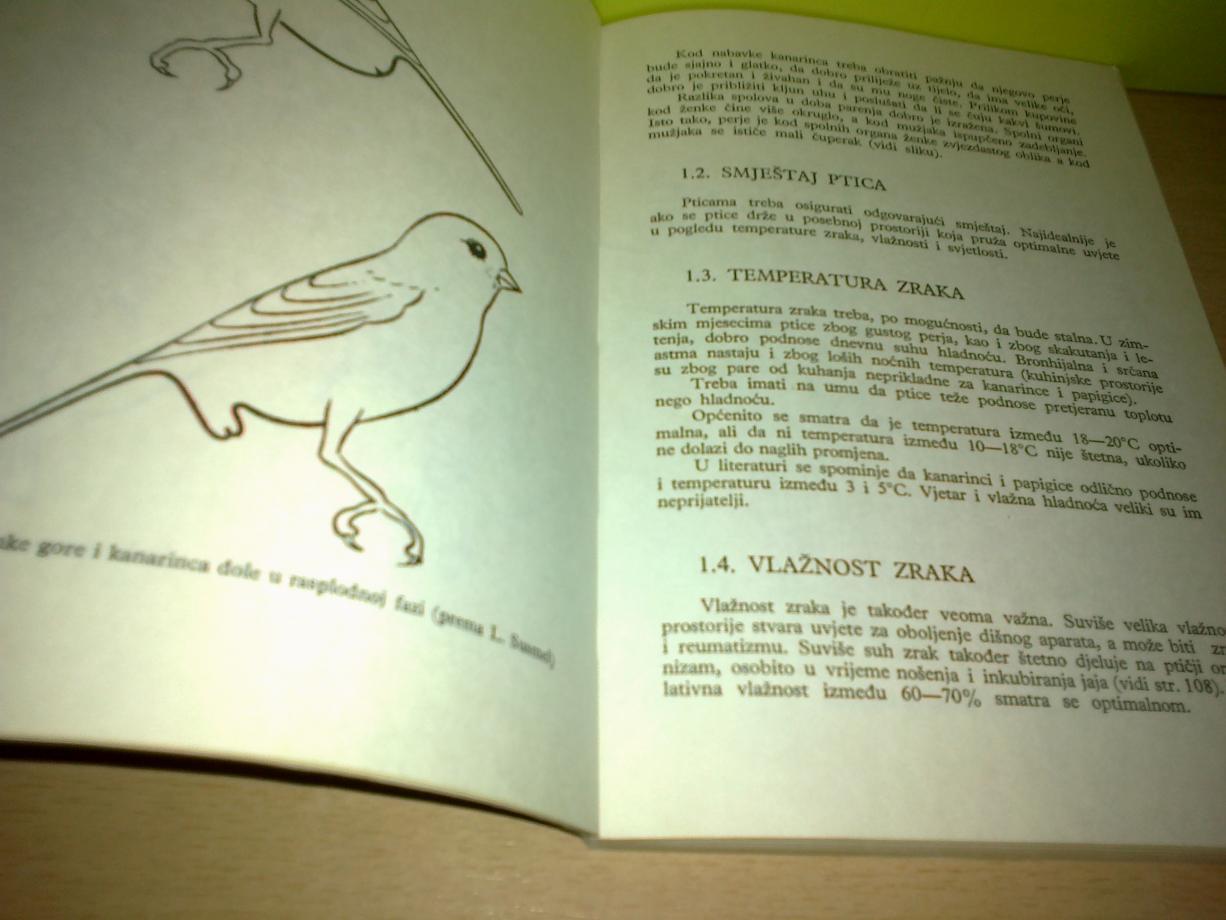 nke gore i kanarinca dole u rasplodnoj fazi (prema L.
Kod nabavke kanarinca treba obratiti pažnju da njegovo perje
bude sjajno i glatko, da dobro priliježe uz tijelo, da ima velike oči,
da je pokretan i živahan i da su mu noge čiste. Prilikom kupovine
dobro je približiti kljun uhu i poslušati da li se čuju kakvi šumovi.
Razlika spolova u doba parenja dobro je izražena. Spolni organi
kod ženke čine više okruglo, a kod mužjaka ispupčeno zadebljanje.
Isto tako, perje je kod spolnih organa ženke zvjezdastog oblika a kod
mužjaka se ističe mali čuperak (vidi sliku).
1.2. SMJEŠTAJ PTICA
Pticama treba osigurati odgovarajući smještaj. Najidealnije je
ako se ptice drže u posebnoj prostoriji koja pruža optimalne uvjete
u pogledu temperature zraka, vlažnosti i svjetlosti.
1.3. TEMPERATURA ZRAKA
Temperatura zraka treba, po mogućnosti, da bude stalna. U zim-
skim mjesecima ptice zbog gustog perja, kao i zbog skakutanja i le-
tenja, dobro podnose dnevnu suhu hladnoću. Bronhijalna i srčana
astma nastaju i zbog loših noćnih temperatura (kuhinjske prostorije
su zbog pare od kuhanja neprikladne za kanarince i papigice).
Treba imati na umu da ptice teže podnose pretjeranu toplotu
nego hladnoću.
Općenito se smatra da je temperatura između 18—20°C opti-
malna, ali da ni temperatura između 10—18°C nije štetna, ukoliko
ne dolazi do naglih promjena.
U literaturi se spominje da kanarinci i papigice odlično podnose
i temperaturu između 3 i 5°C. Vjetar i vlažna hladnoća veliki su im
neprijatelji.
1.4. VLAŽNOST ZRAKA
Vlažnost zraka je također veoma važna. Suviše velika vlažno
prostorije stvara uvjete za oboljenje dišnog aparata, a može biti zr
i reumatizmu. Suviše suh zrak također štetno djeluje na ptičji or
nizam, osobito u vrijeme nošenja i inkubiranja jaja (vidi str. 108).
lativna vlažnost između 60—70% smatra se optimalnom.